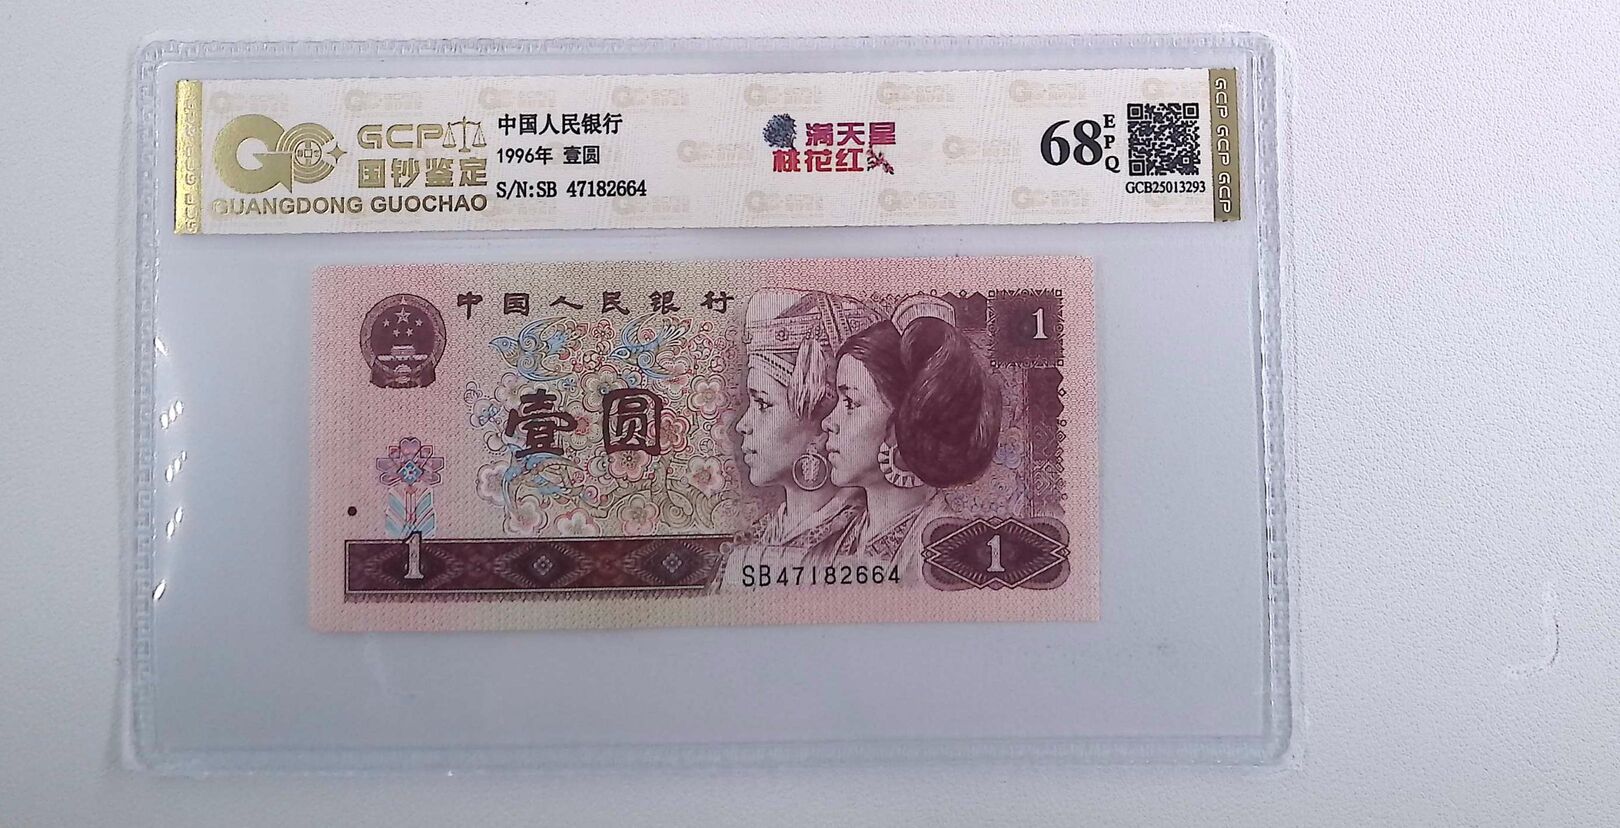 GCP
国钞鉴定
GUANGDONG GUOCHAO
中国人民银行
1996年 壹圆
S/N:SB 47182664
满天星
桃花红
68
EPQ
GCB25013293
GCP GCP GCP
中国人民银行
1
壹圆
1
SB47182664
1